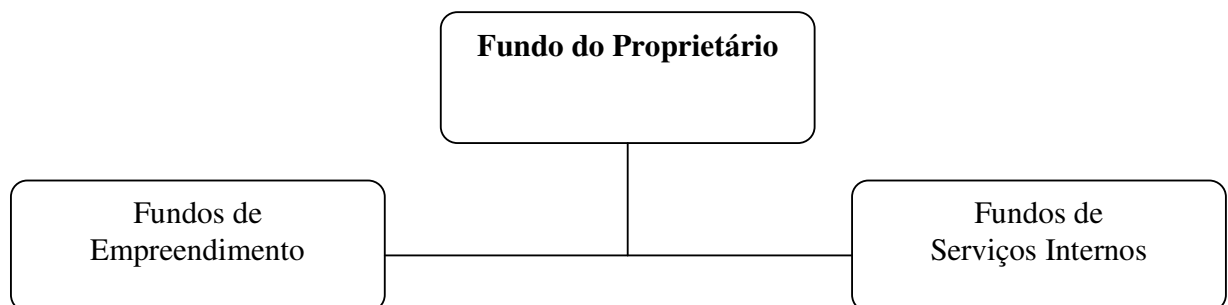 Fundo do Proprietário
Fundos de
Empreendimento
Fundos de
Serviços Internos